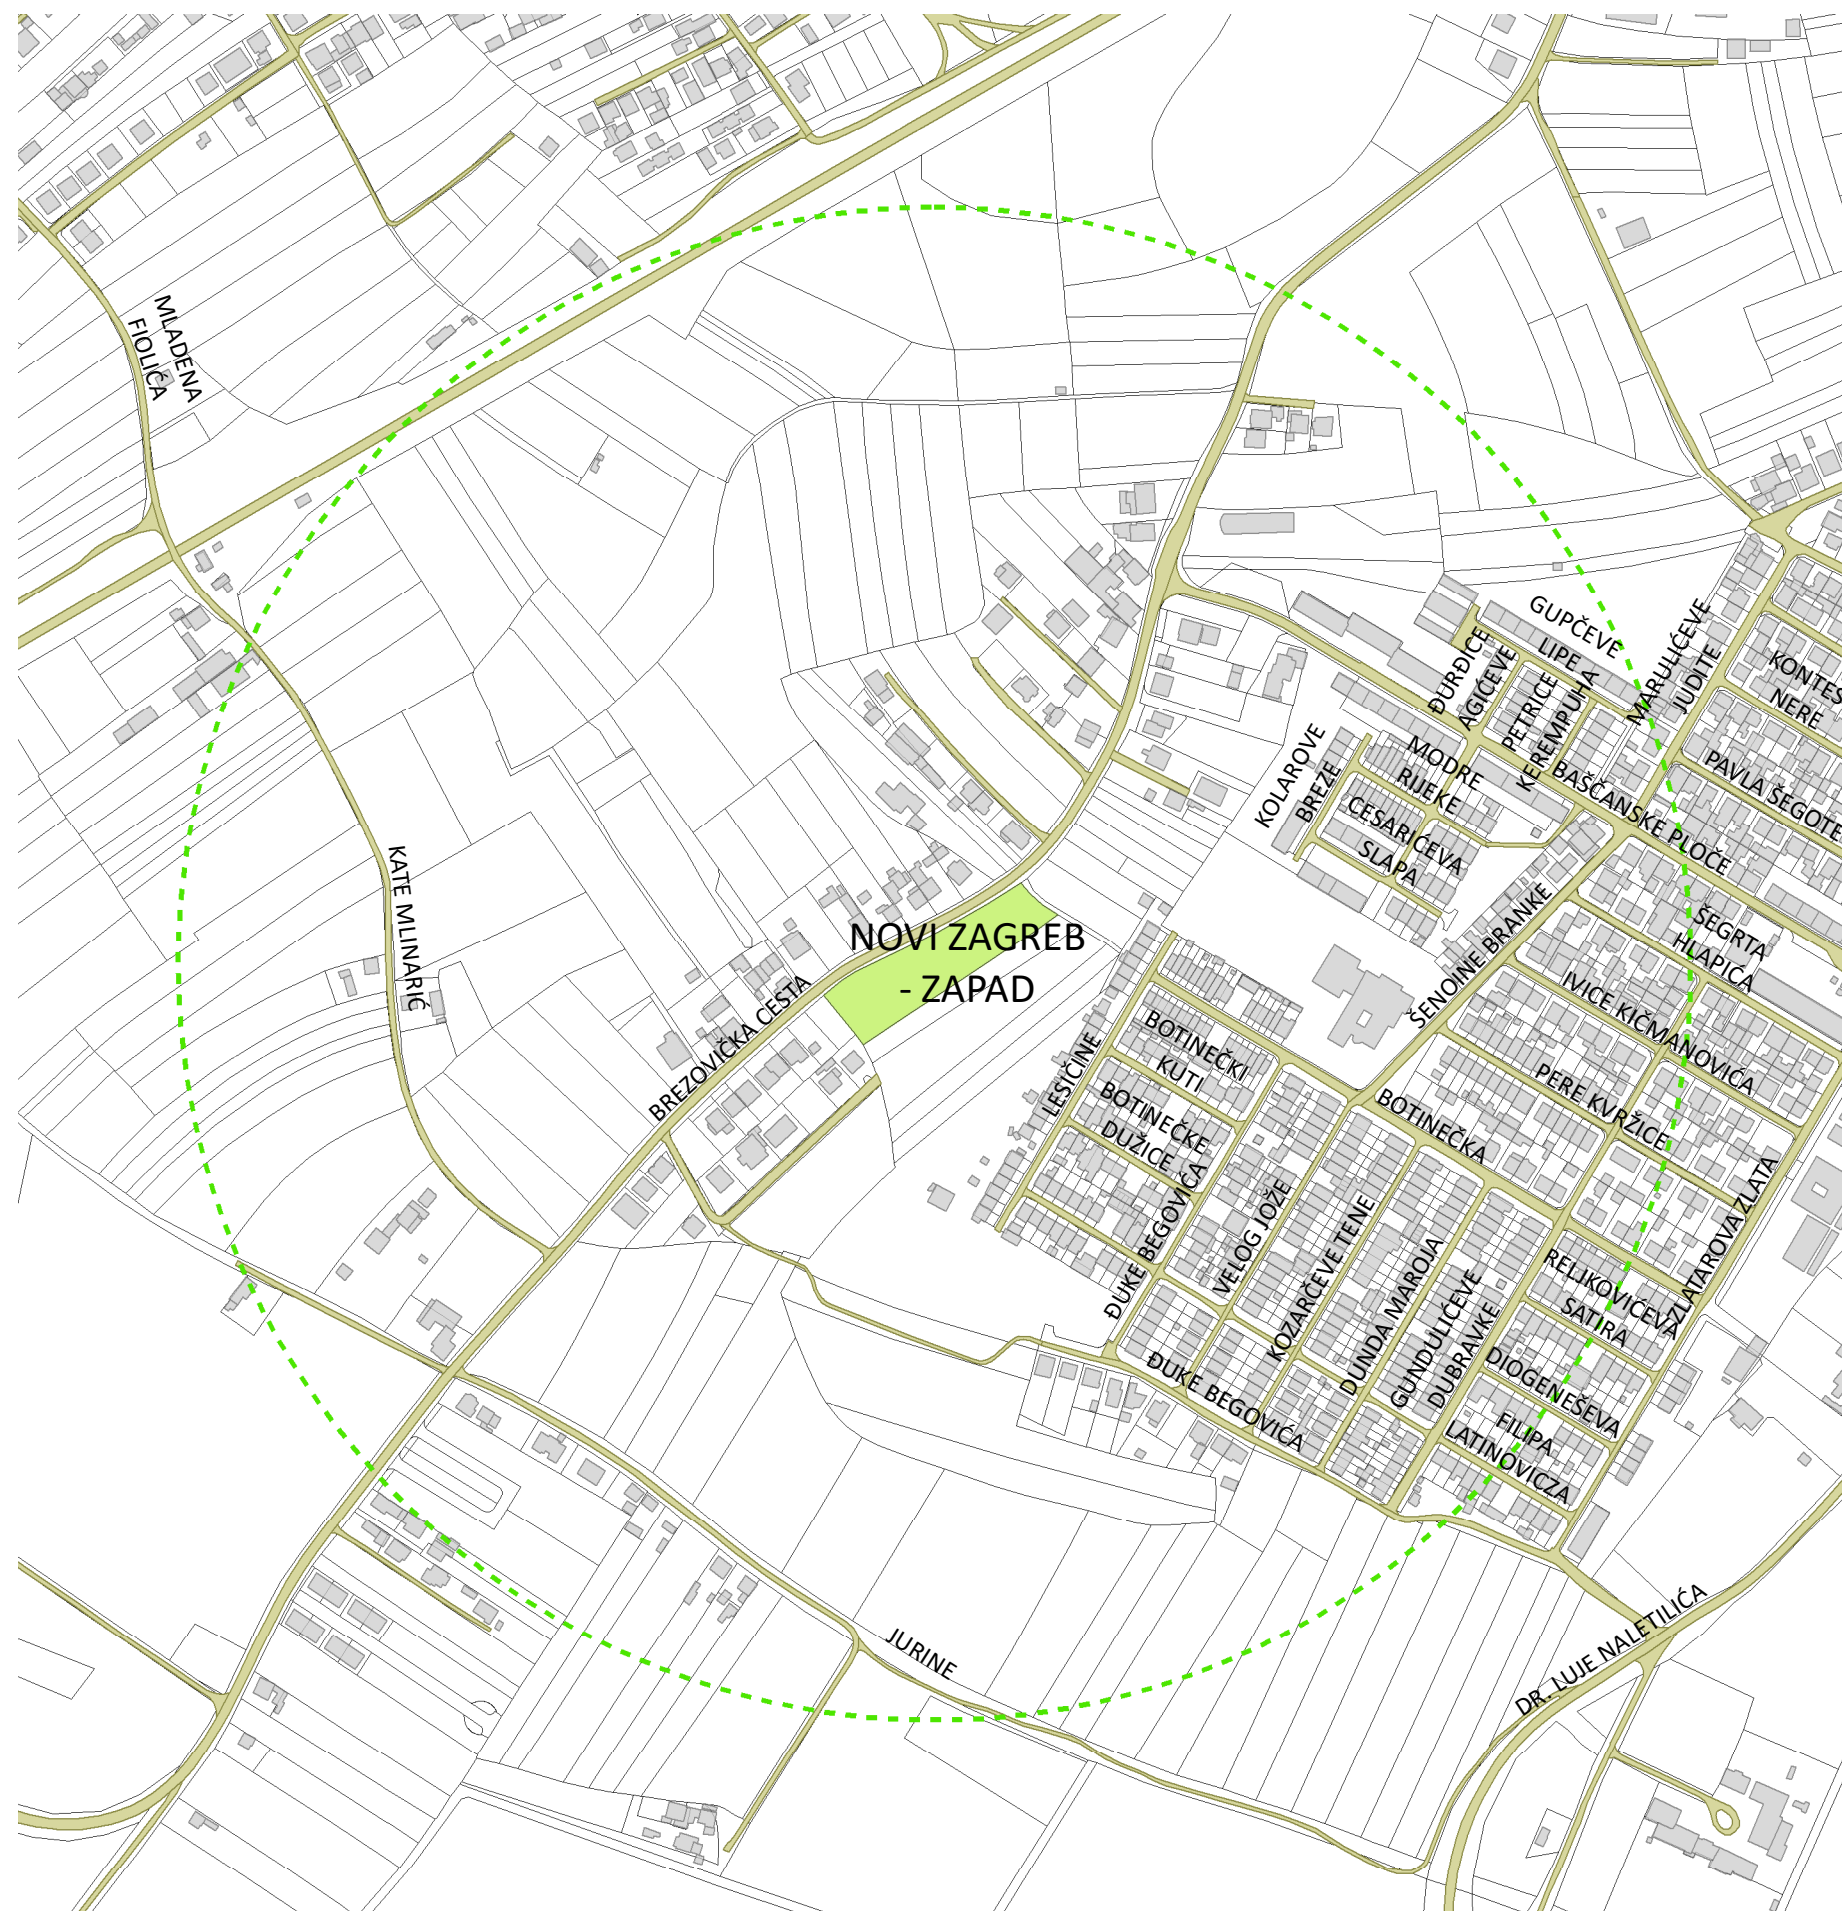 MLADENA
FIOLIĆA
GUPČEVE
LIPE
MARULIĆEVE
JUDITE
ĐURĐICE
AGIĆEVE
PETRICE
KEREMPUHA
KONTES
NERE
KOLAROVE
BREZE
MODRE
RIJEKE
BAŠĆANSKE PLOČE
PAVLA ŠEGOTE
CESARIĆEVA
SLAPA
KATE MLINARIĆ
NOVI ZAGREB
- ZAPAD
ŠENOINE BRANKE
ŠEGRTA
HLAPIĆA
BREZOVIČKA CESTA
IVICE KIČMANOVIĆA
LESIČINE
BOTINEČKI
KUTI
BOTINEČKE
DUŽICE
BOTINEČKA
PERE KVRŽICE
ĐUKE BEGOVIĆA
VELOG JOŽE
KOZARČEVE TENE
DUNDA MAROJA
GUNDULIĆEVE
DUBRAVKE
ZLATAROVA ZLATA
RELJKOVIĆEVA
SATIRA
ĐUKE BEGOVIĆA
DIOGENEŠEVA
FILIPA
LATINOVICZA
JURINE
DR. LUJE NALETILIĆA